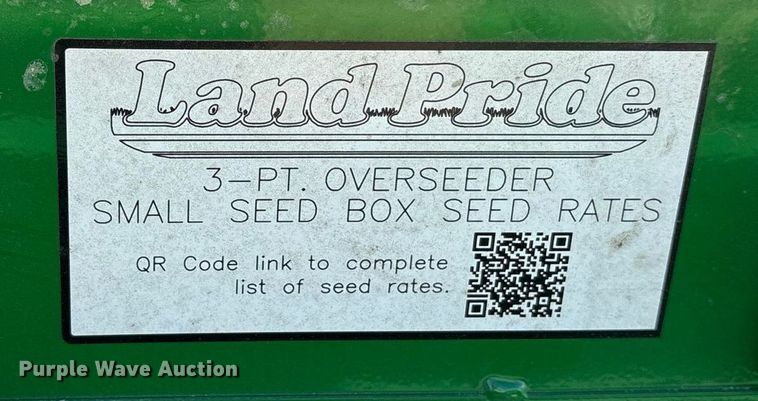 Land Pride
3-PT. OVERSEEDER
SMALL SEED BOX SEED RATES
QR Code link to complete
list of seed rates.
Purple Wave Auction